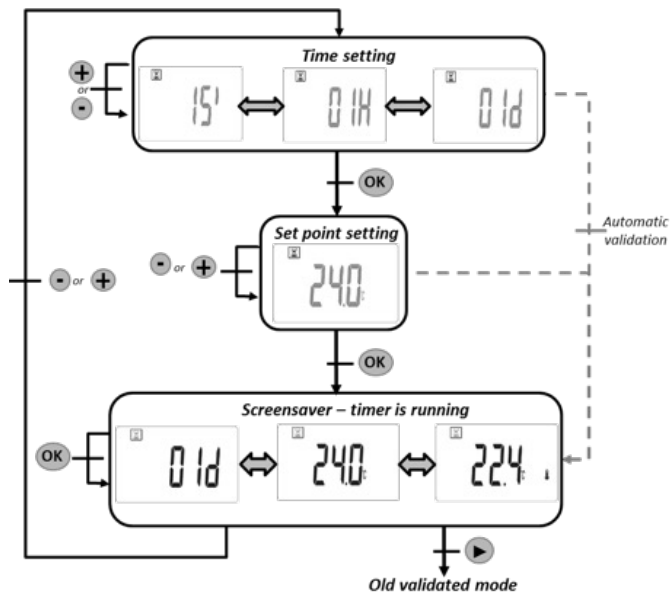 Time setting
+
or
-
15'
01H
01d
OK
Automatic
validation
Set point setting
- or +
24.0°c
- or +
OK
Screensaver – timer is running
OK
01d
24.0°c
22.4°c
Old validated mode